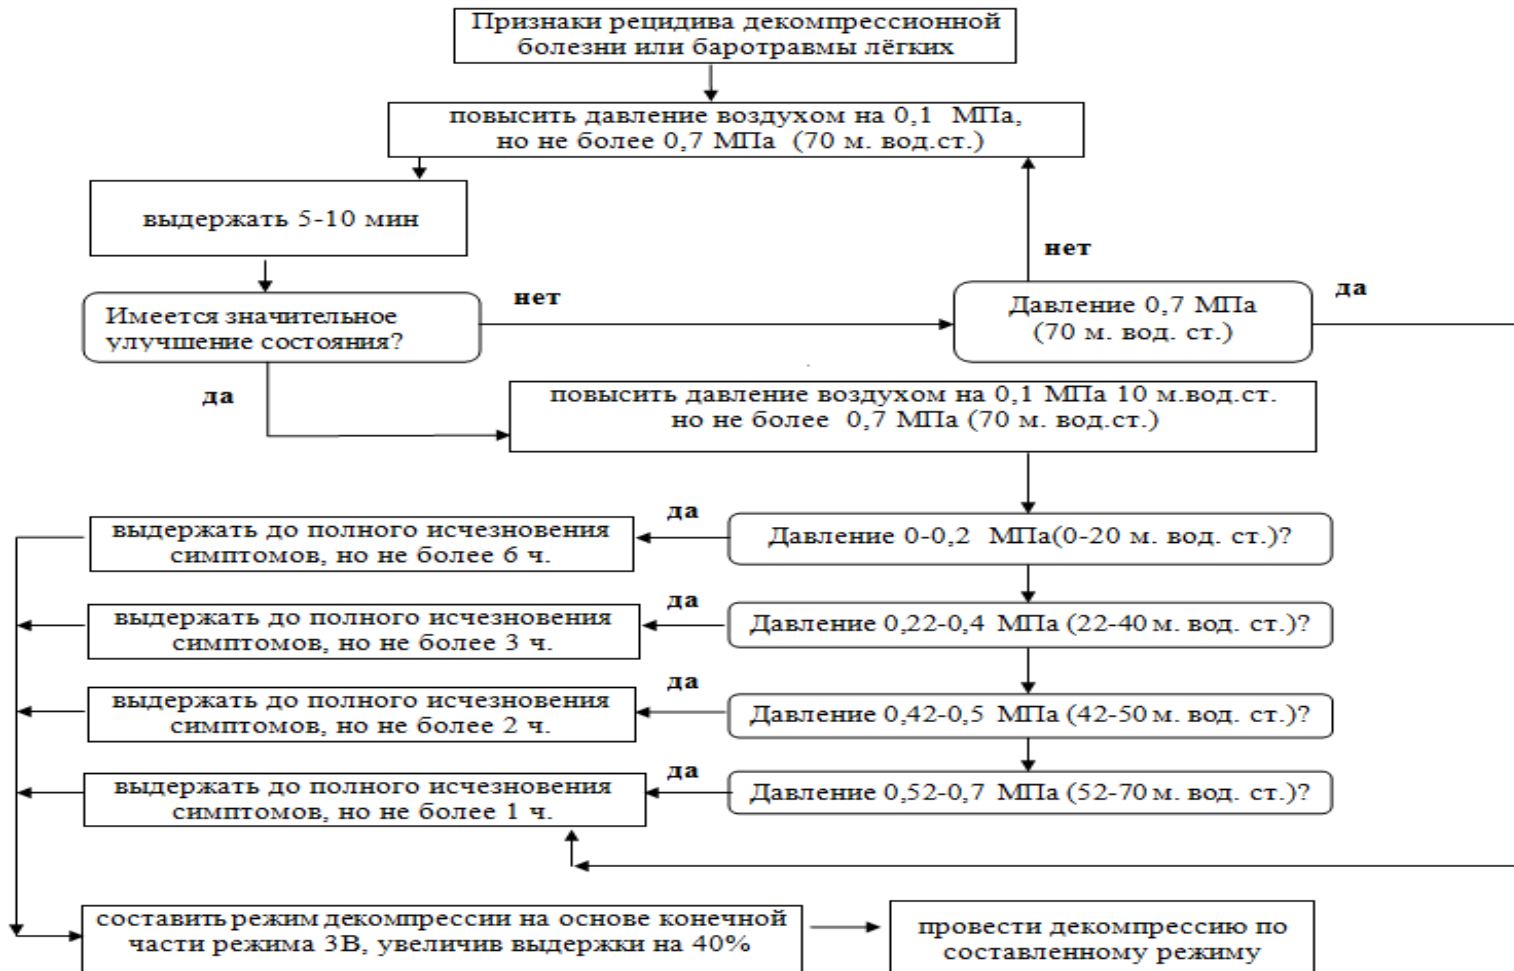 Признаки рецидива декомпрессионной
болезни или баротравмы лёгких
повысить давление воздухом на 0,1 МПа,
но не более 0,7 МПа (70 м. вод.ст.)
выдержать 5-10 мин
нет
нет
да
Имеется значительное
улучшение состояния?
Давление 0,7 МПа
(70 м. вод. ст.)
да
повысить давление воздухом на 0,1 МПа 10 м.вод.ст.
но не более 0,7 МПа (70 м. вод.ст.)
выдержать до полного исчезновения
симптомов, но не более 6 ч.
да
Давление 0-0,2 МПа(0-20 м. вод. ст.)?
выдержать до полного исчезновения
симптомов, но не более 3 ч.
да
Давление 0,22-0,4 МПа (22-40 м. вод. ст.)?
выдержать до полного исчезновения
симптомов, но не более 2 ч.
да
Давление 0,42-0,5 МПа (42-50 м. вод. ст.)?
выдержать до полного исчезновения
симптомов, но не более 1 ч.
да
Давление 0,52-0,7 МПа (52-70 м. вод. ст.)?
составить режим декомпрессии на основе конечной
части режима 3В, увеличив выдержки на 40%
провести декомпрессию по
составленному режиму